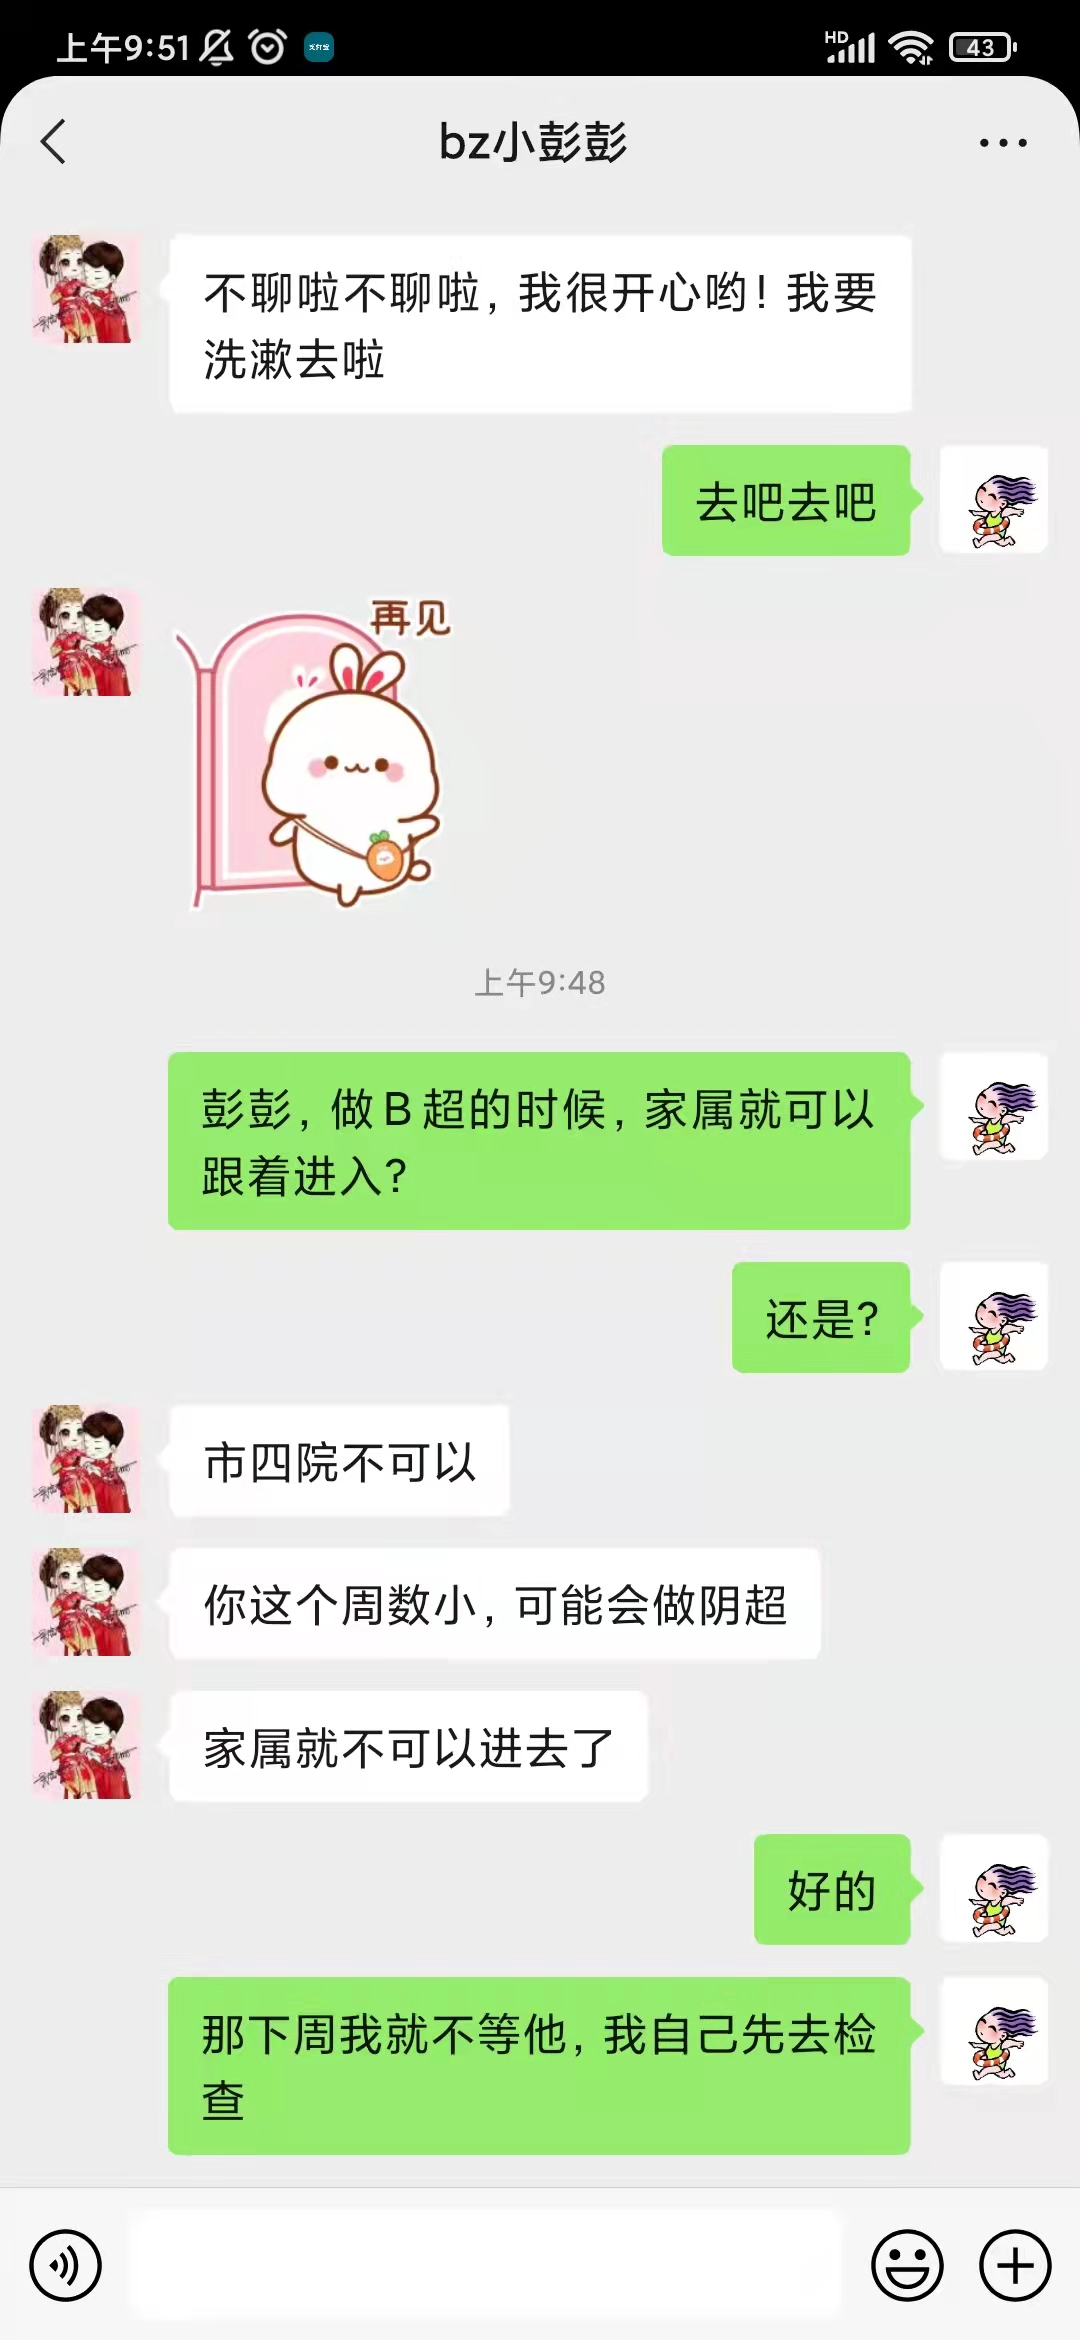 上午9:51
HD
43
bz小彭彭
不聊啦不聊啦，我很开心哟！我要
洗漱去啦
去吧去吧
再见
上午9:48
彭彭，做B超的时候，家属就可以
跟着进入？
还是？
市四院不可以
你这个周数小，可能会做阴超
家属就不可以进去了
好的
那下周我就不等他，我自己先去检
查